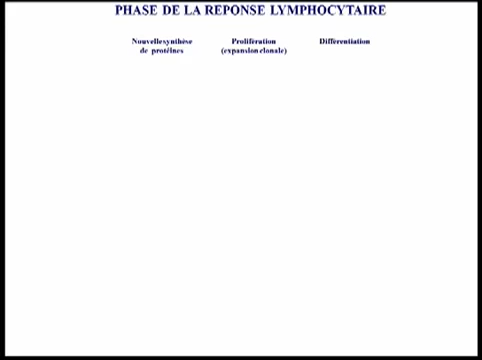 PHASE DE LA REPONSE LYMPHOCYTAIRE
Nouvelle synthèse
de protéines
Prolifération
(expansion clonale)
Différentiation